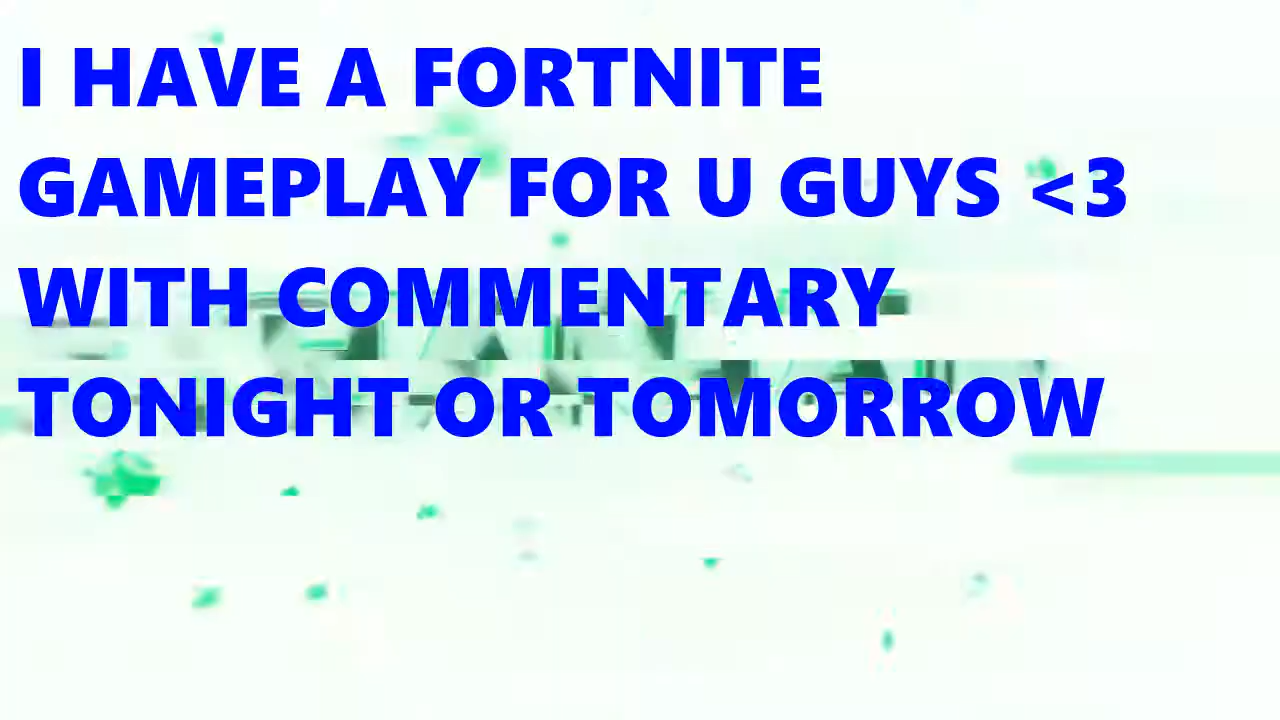 I HAVE A FORTNITE
GAMEPLAY FOR U GUYS <3
WITH COMMENTARY
TONIGHT OR TOMORROW